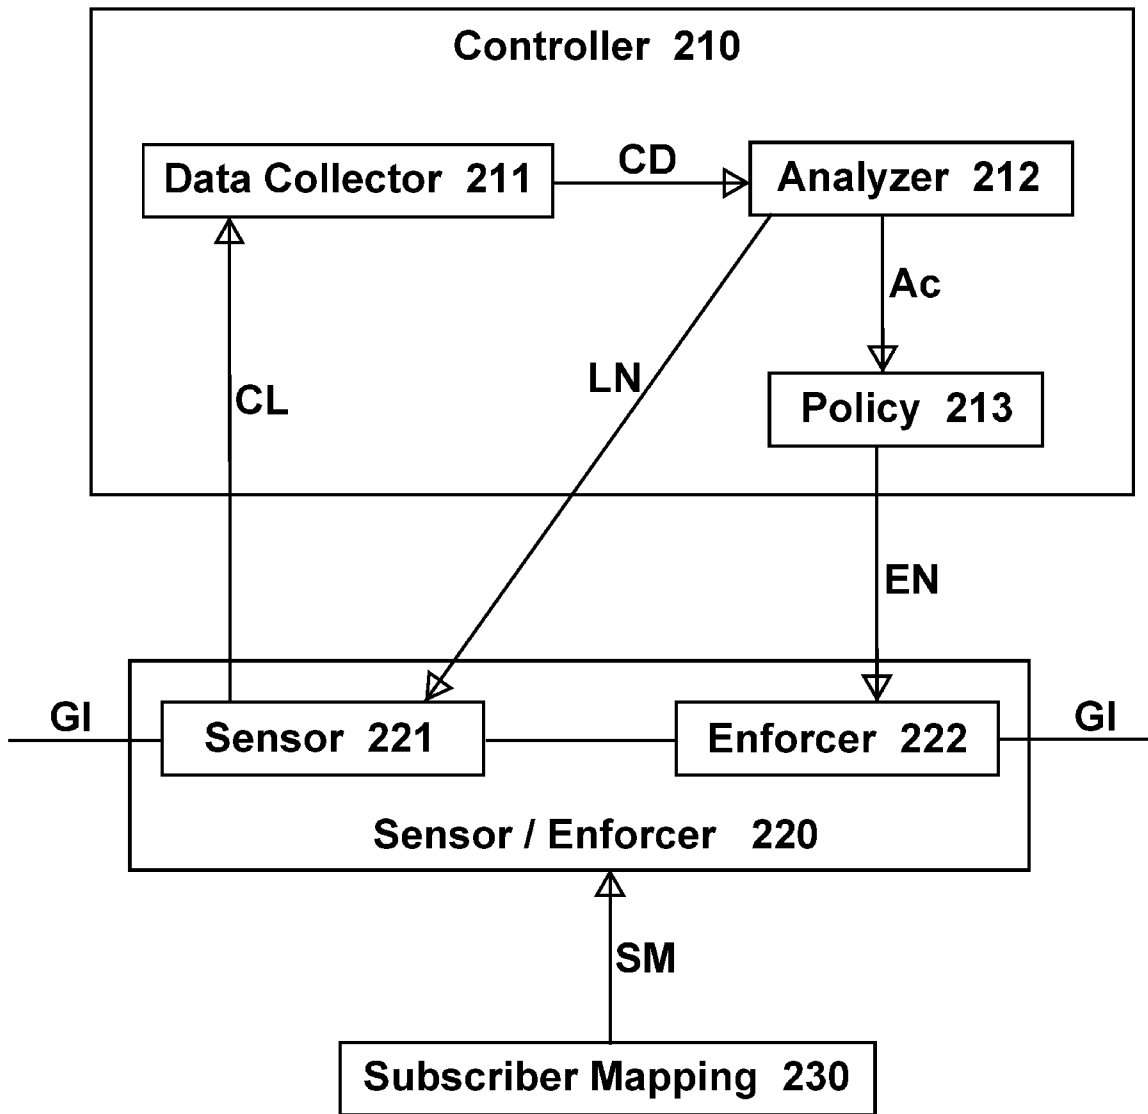 Controller 210
Data Collector 211
CD
Analyzer 212
Ac
CL
LN
Policy 213
EN
GI
Sensor 221
Enforcer 222
GI
Sensor / Enforcer 220
SM
Subscriber Mapping 230